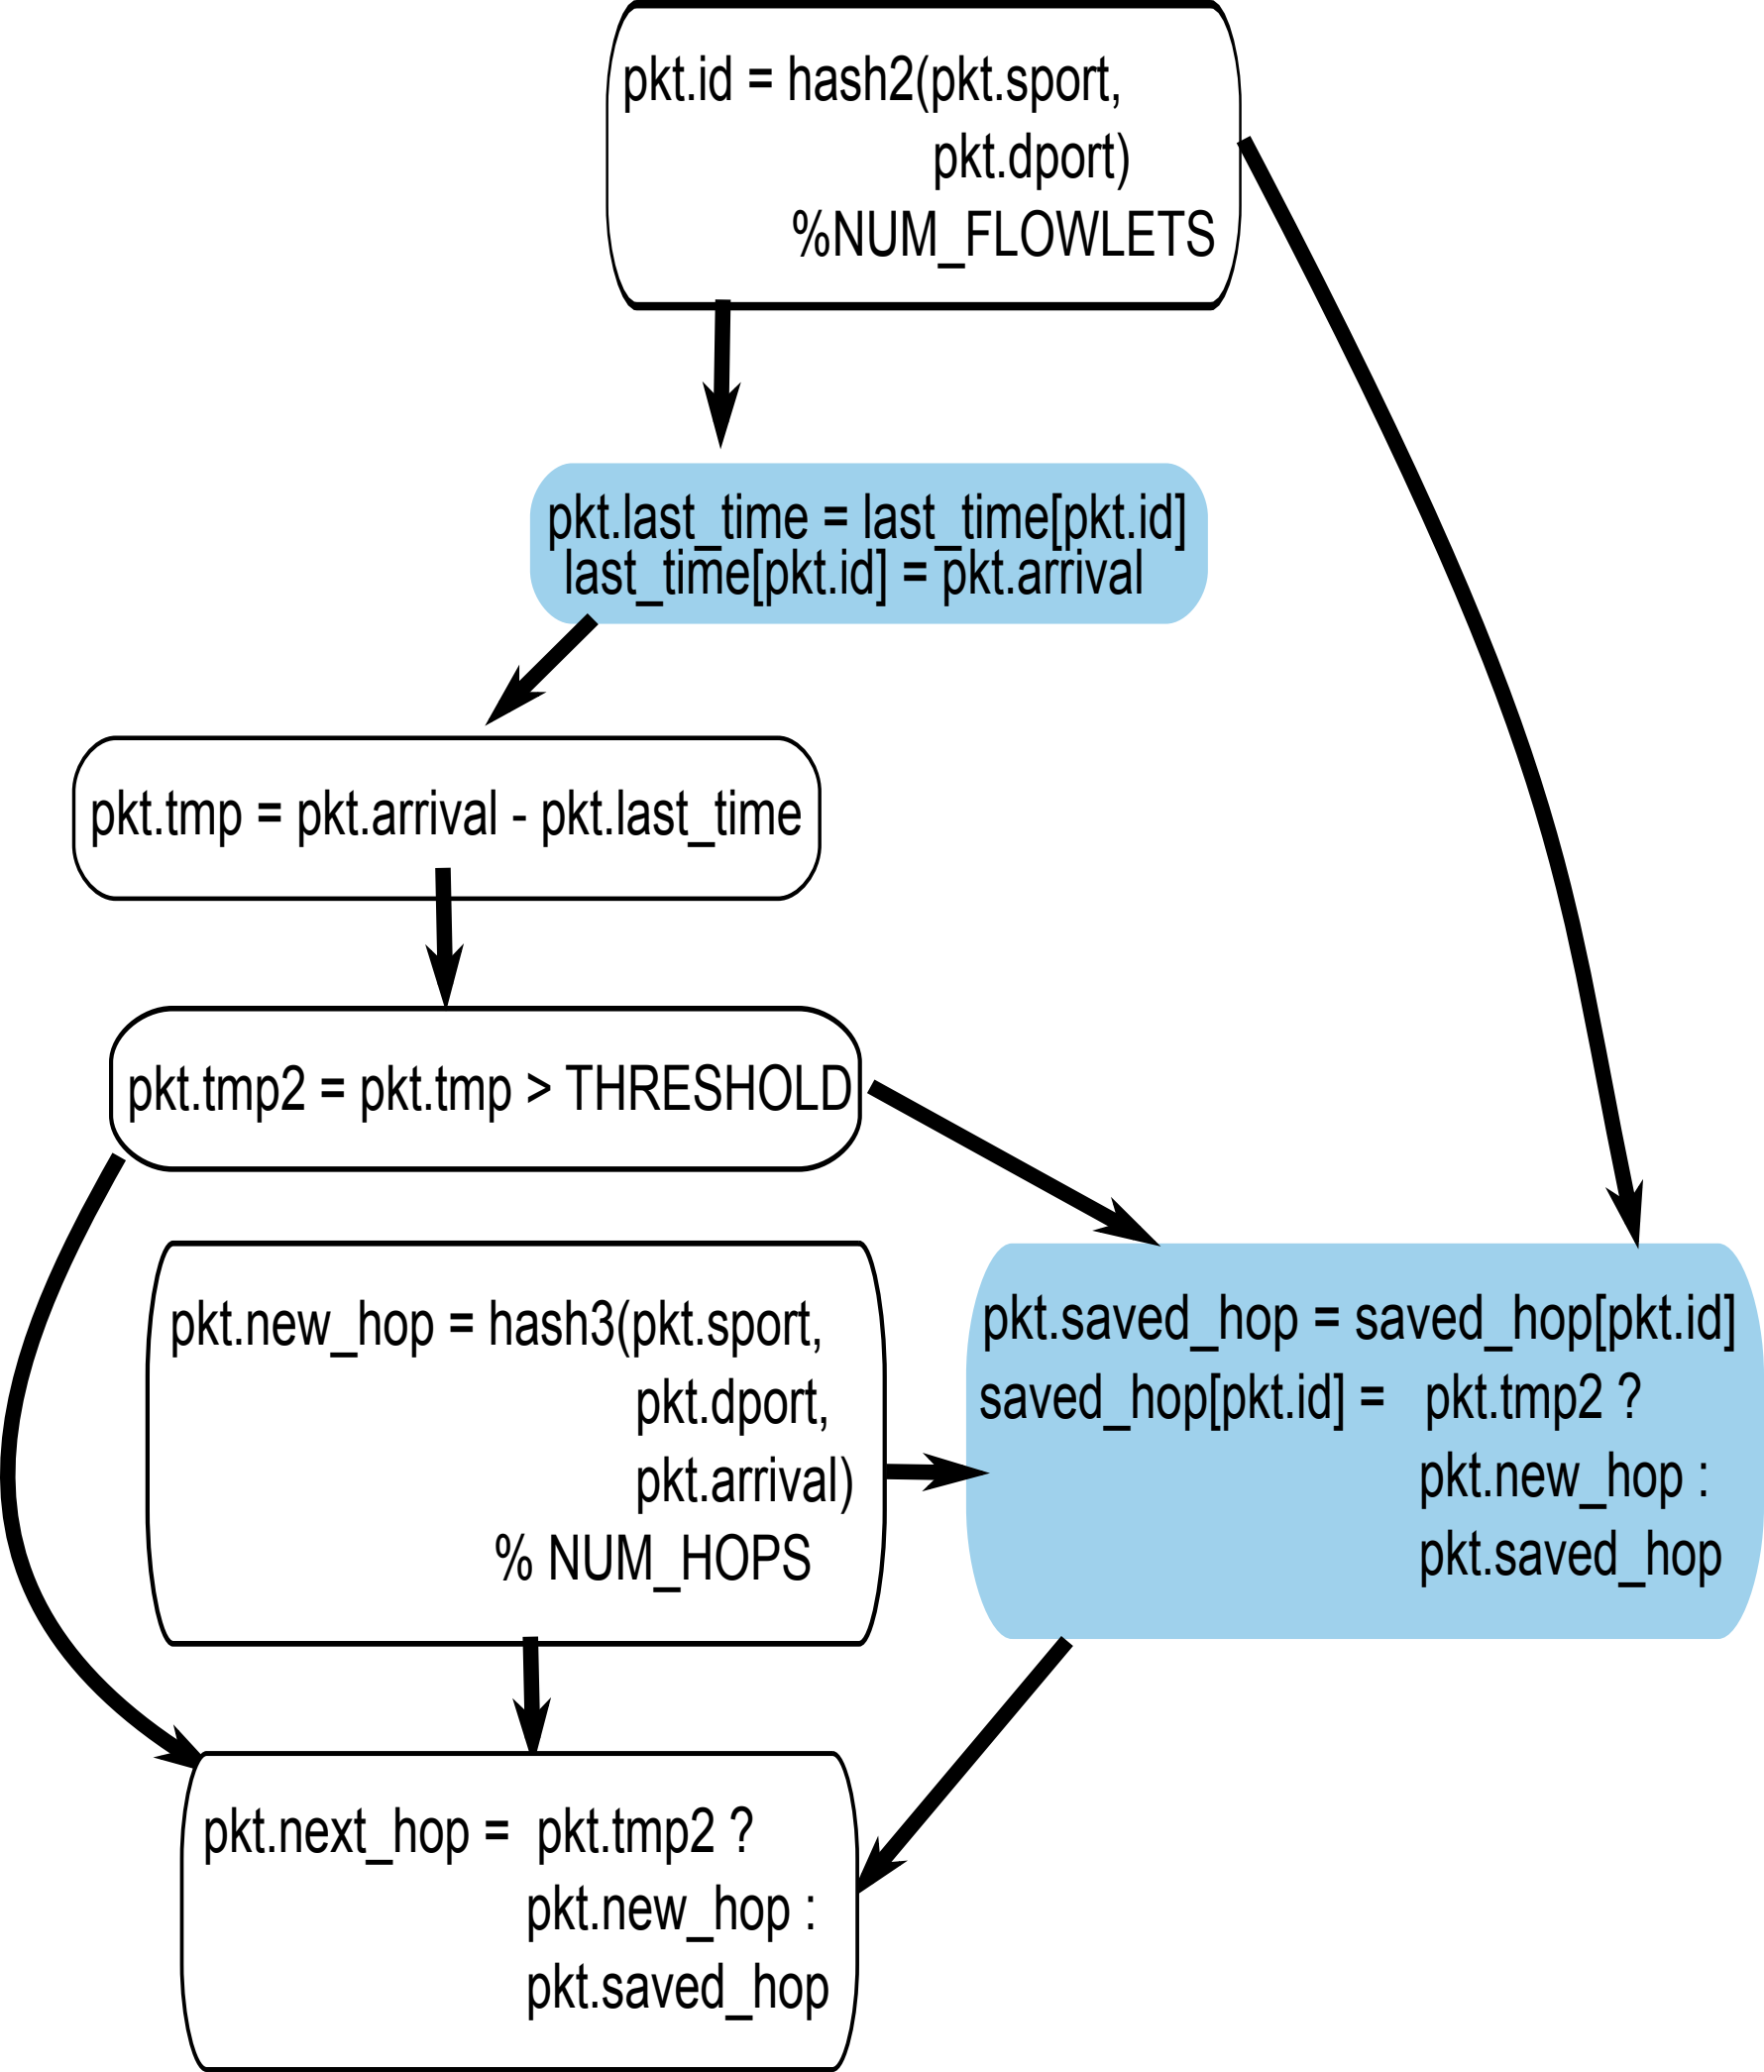 pkt.id = hash2(pkt.sport,
pkt.dport)
%NUM_FLOWLETS
pkt.last_time = last_time[pkt.id]
last_time[pkt.id] = pkt.arrival
pkt.tmp = pkt.arrival - pkt.last_time
pkt.tmp2 = pkt.tmp > THRESHOLD
pkt.new_hop = hash3(pkt.sport,
pkt.dport,
pkt.arrival)
% NUM_HOPS
pkt.saved_hop = saved_hop[pkt.id]
saved_hop[pkt.id] = pkt.tmp2 ?
pkt.new_hop :
pkt.saved_hop
pkt.next_hop = pkt.tmp2 ?
pkt.new_hop :
pkt.saved_hop